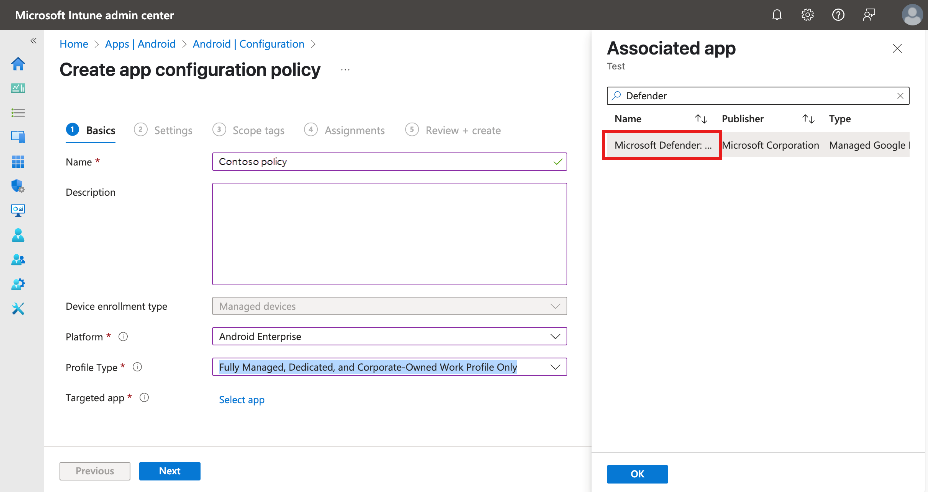 Microsoft Intune admin center
Home > Apps | Android > Android | Configuration >
Create app configuration policy ...
1 Basics 2 Settings 3 Scope tags 4 Assignments 5 Review + create
Name * Contoso policy
Description
Device enrollment type Managed devices
Platform * Android Enterprise
Profile Type * Fully Managed, Dedicated, and Corporate-Owned Work Profile Only
Targeted app * Select app
Previous Next
Associated app
Test
Defender
Name Publisher Type
Microsoft Defender: ... Microsoft Corporation Managed Google
OK